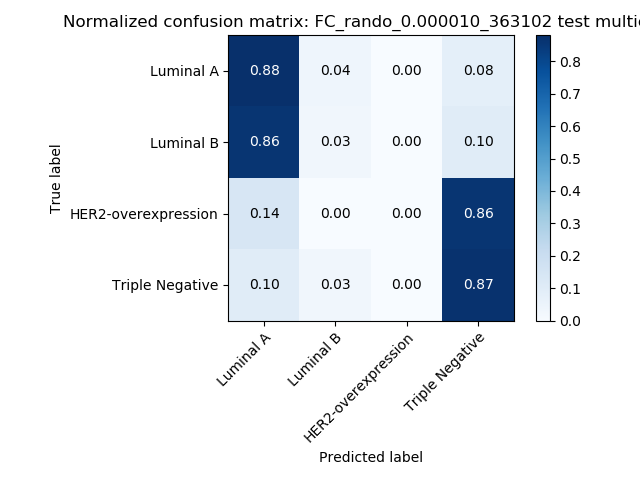 Normalized confusion matrix: FC_rando_0.000010_363102 test multic
Luminal A 0.88 0.04 0.00 0.08
Luminal B 0.86 0.03 0.00 0.10
HER2-overexpression 0.14 0.00 0.00 0.86
Triple Negative 0.10 0.03 0.00 0.87
True label
Luminal A
Luminal B
HER2-overexpression
Triple Negative
Predicted label
0.8
0.7
0.6
0.5
0.4
0.3
0.2
0.1
0.0